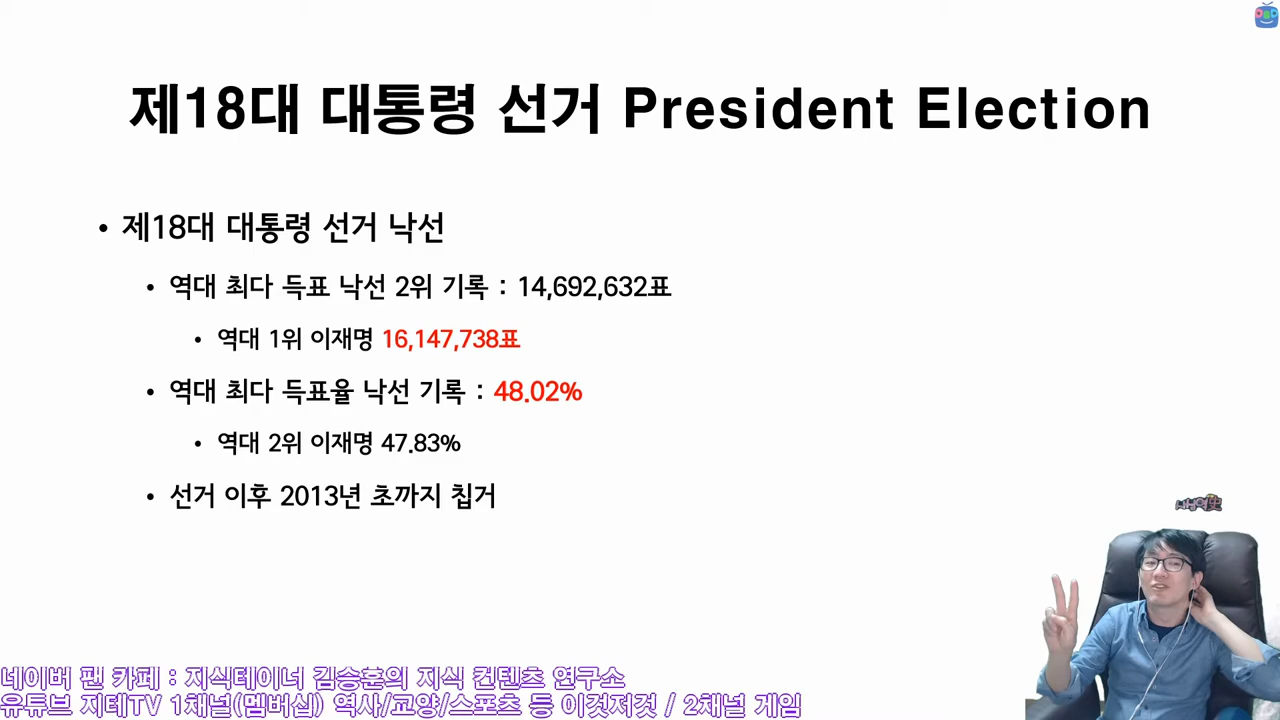 제18대 대통령 선거 President Election
• 제18대 대통령 선거 낙선
• 역대 최다 득표 낙선 2위 기록 : 14,692,632표
• 역대 1위 이재명 16,147,738표
• 역대 최다 득표율 낙선 기록 : 48.02%
• 역대 2위 이재명 47.83%
• 선거 이후 2013년 초까지 칩거
네이버 팬 카페 : 지식테이너 김승훈의 지식 컨텐츠 연구소
유튜브 지테TV 1채널(멤버십) 역사/교양/스포츠 등 이것저것 / 2채널 게임